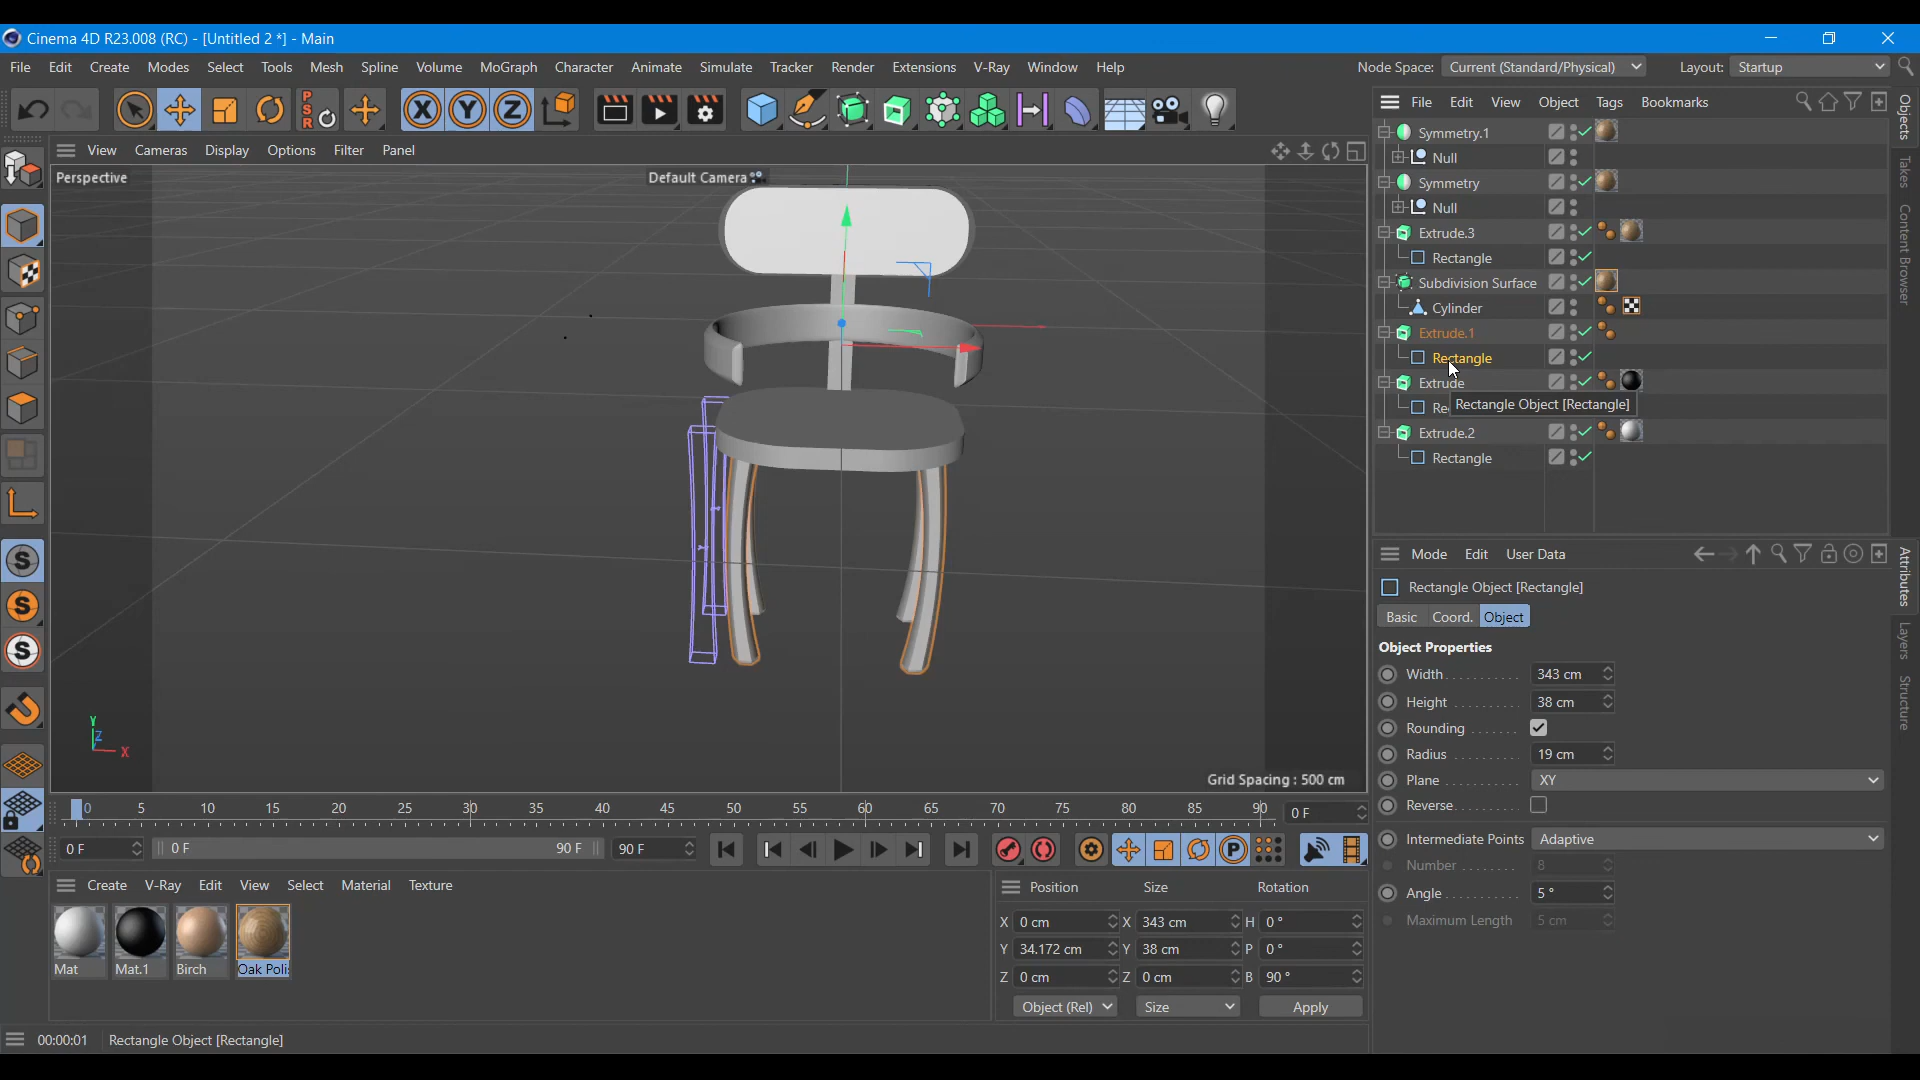 Cinema 4D R23.008 (RC) - [Untitled 2 *] - Main
File Edit Create Modes Select Tools Mesh Spline Volume MoGraph Character Animate Simulate Tracker Render Extensions V-Ray Window Help Node Space: Current (Standard/Physical) Layout: Startup
PSR X Y Z
File Edit View Object Tags Bookmarks
View Cameras Display Options Filter Panel
Perspective
Default Camera
Symmetry.1
Null
Symmetry
Null
Extrude.3
Rectangle
Subdivision Surface
Cylinder
Extrude.1
Rectangle
Extrude
Re
Rectangle Object [Rectangle]
Extrude.2
Rectangle
Objects
Takes
Content Browser
Mode Edit User Data
Rectangle Object [Rectangle]
Basic Coord. Object
Object Properties
Width 343 cm
Height 38 cm
Rounding
Radius 19 cm
Plane XY
Reverse
Intermediate Points Adaptive
Number 8
Angle 5 °
Maximum Length 5 cm
Attributes
Layers
Structure
S
S
S
Y
Z
X
Grid Spacing : 500 cm
0 5 10 15 20 25 30 35 40 45 50 55 60 65 70 75 80 85 90 0 F
0 F 0 F 90 F 90 F
P
Create V-Ray Edit View Select Material Texture
Mat Mat.1 Birch Oak Poli
Position Size Rotation
X 0 cm X 343 cm H 0 °
Y 34.172 cm Y 38 cm P 0 °
Z 0 cm Z 0 cm B 90 °
Object (Rel) Size Apply
00:00:01 Rectangle Object [Rectangle]